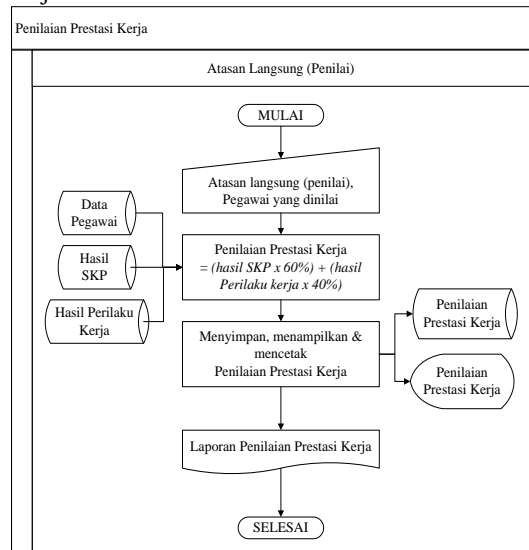 Penilaian Prestasi Kerja
Atasan Langsung (Penilai)
MULAI
Atasan langsung (penilai),
Pegawai yang dinilai
Data
Pegawai
Hasil
SKP
Hasil Perilaku
Kerja
Penilaian Prestasi Kerja
= (hasil SKP x 60%) + (hasil
Perilaku kerja x 40%)
Menyimpan, menampilkan &
mencetak
Penilaian Prestasi Kerja
Penilaian
Prestasi Kerja
Penilaian
Prestasi Kerja
Laporan Penilaian Prestasi Kerja
SELESAI